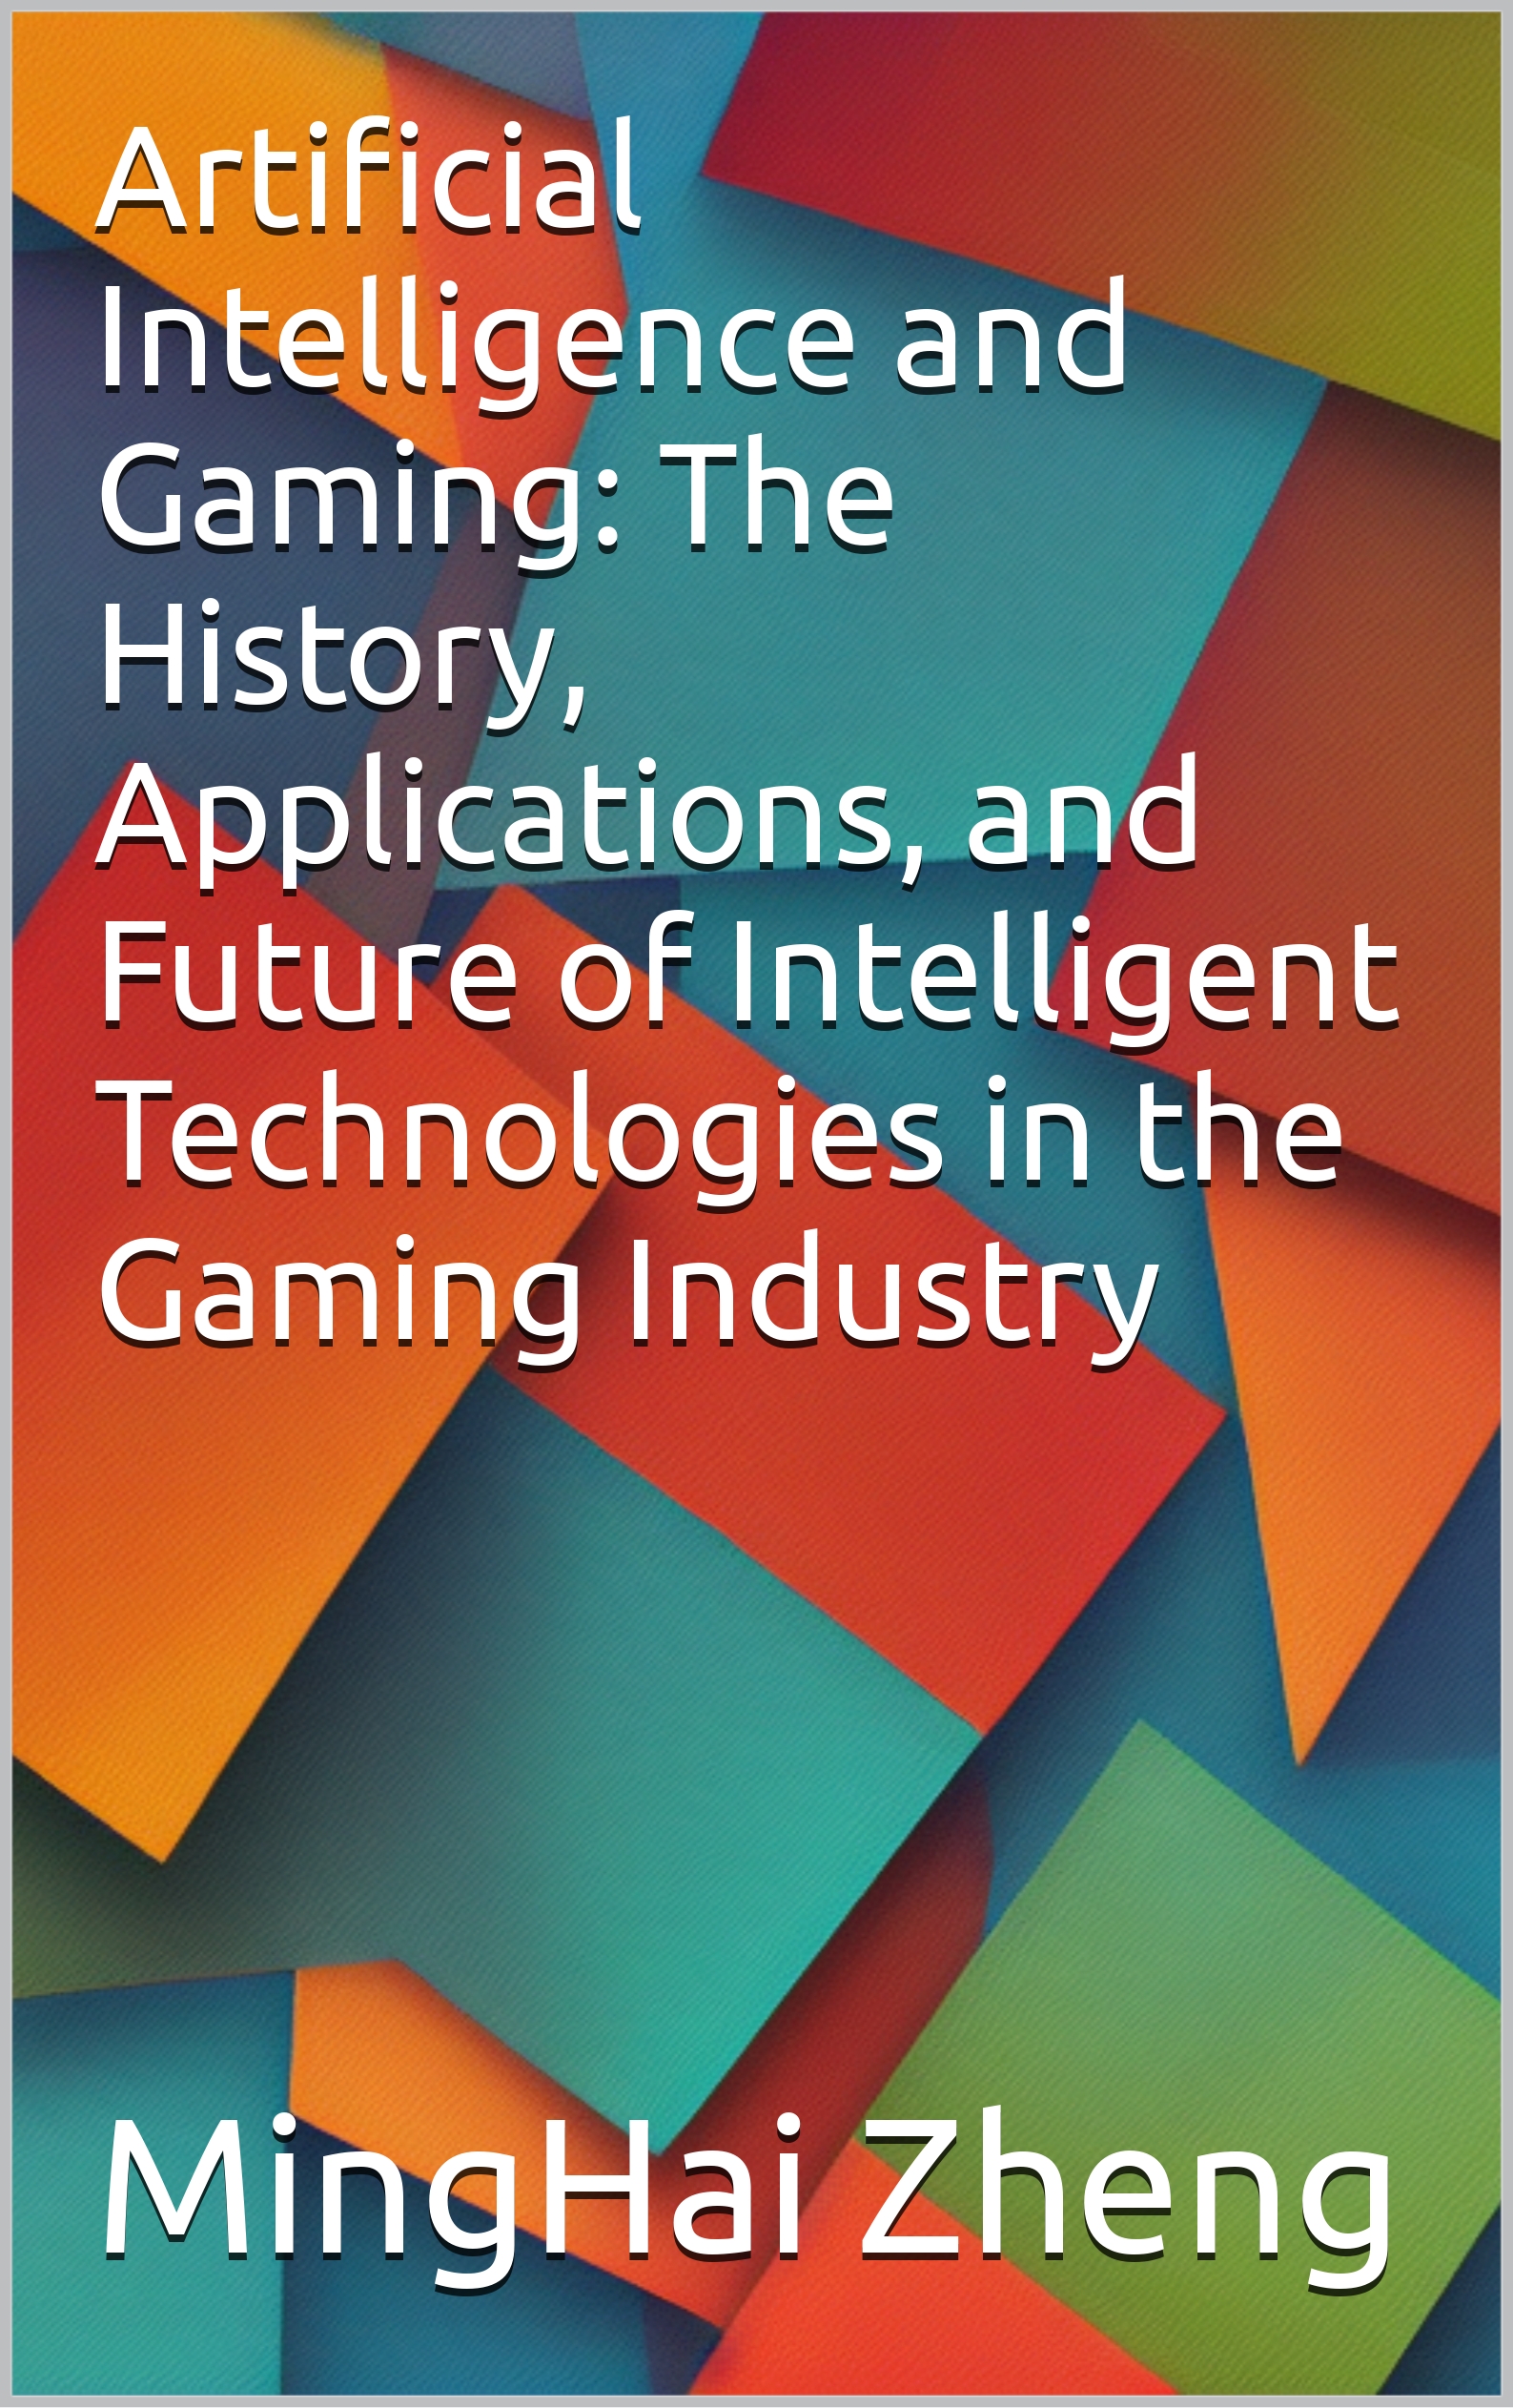 Artificial
Intelligence and
Gaming: The
History,
Applications, and
Future of Intelligent
Technologies in the
Gaming Industry
MingHai Zheng